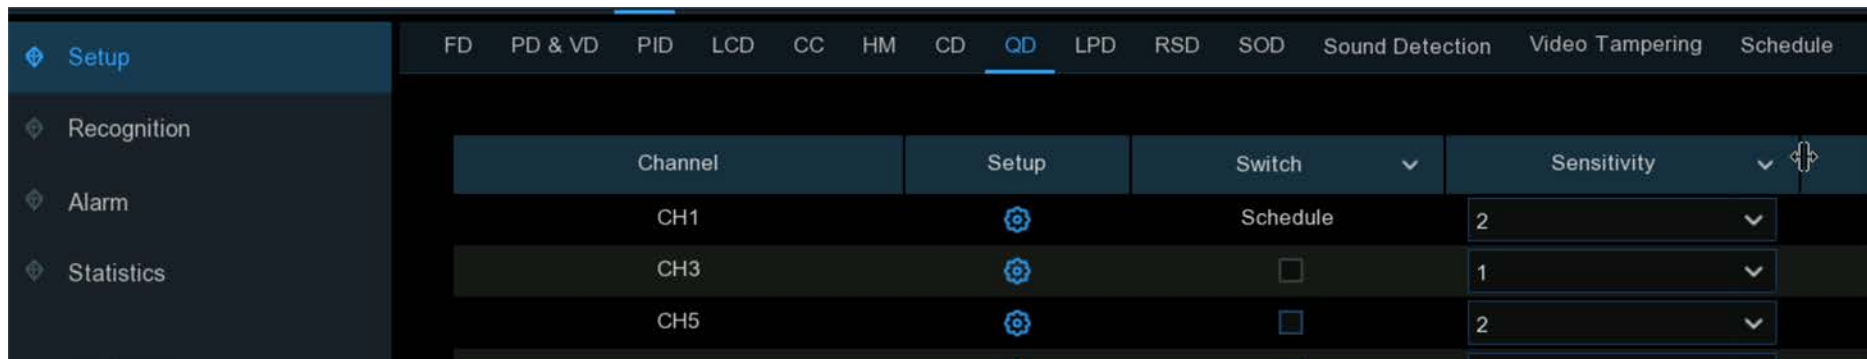 Setup
Recognition
Alarm
Statistics
FD PD & VD PID LCD CC HM CD QD LPD RSD SOD Sound Detection Video Tampering Schedule
Channel Setup Switch Sensitivity
CH1 Schedule 2
CH3 1
CH5 2